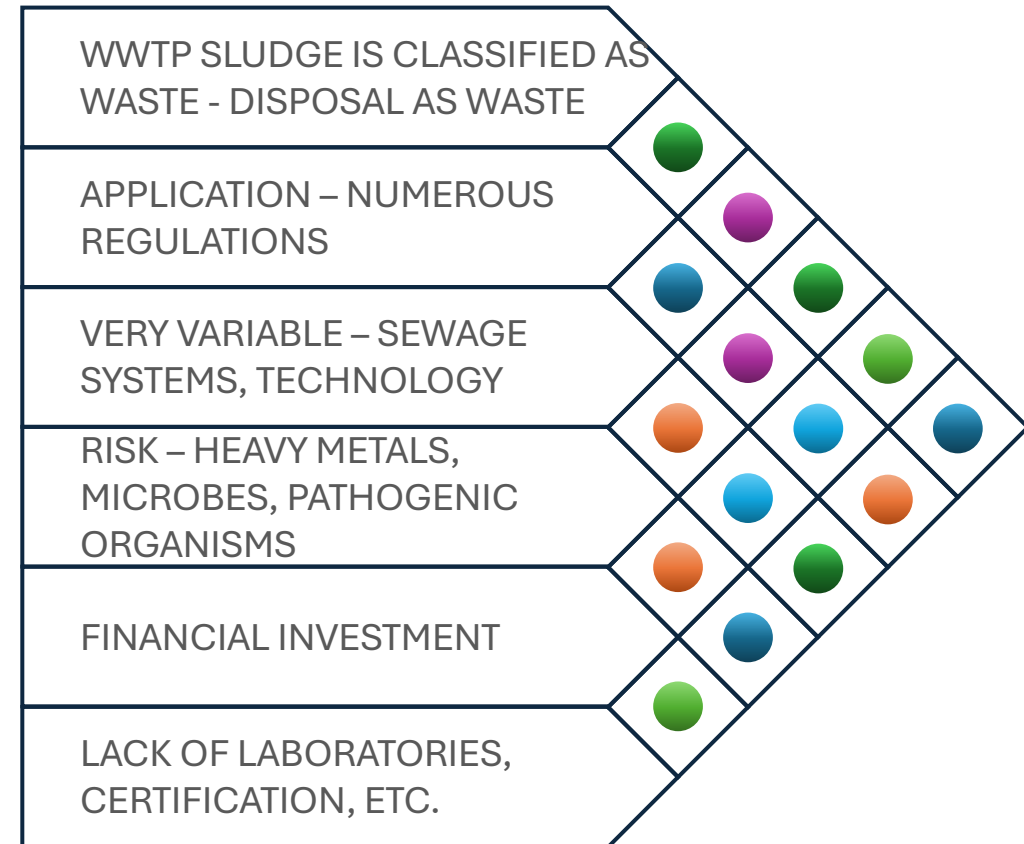 WWTP SLUDGE IS CLASSIFIED AS
WASTE - DISPOSAL AS WASTE
APPLICATION – NUMEROUS
REGULATIONS
VERY VARIABLE – SEWAGE
SYSTEMS, TECHNOLOGY
RISK – HEAVY METALS,
MICROBES, PATHOGENIC
ORGANISMS
FINANCIAL INVESTMENT
LACK OF LABORATORIES,
CERTIFICATION, ETC.